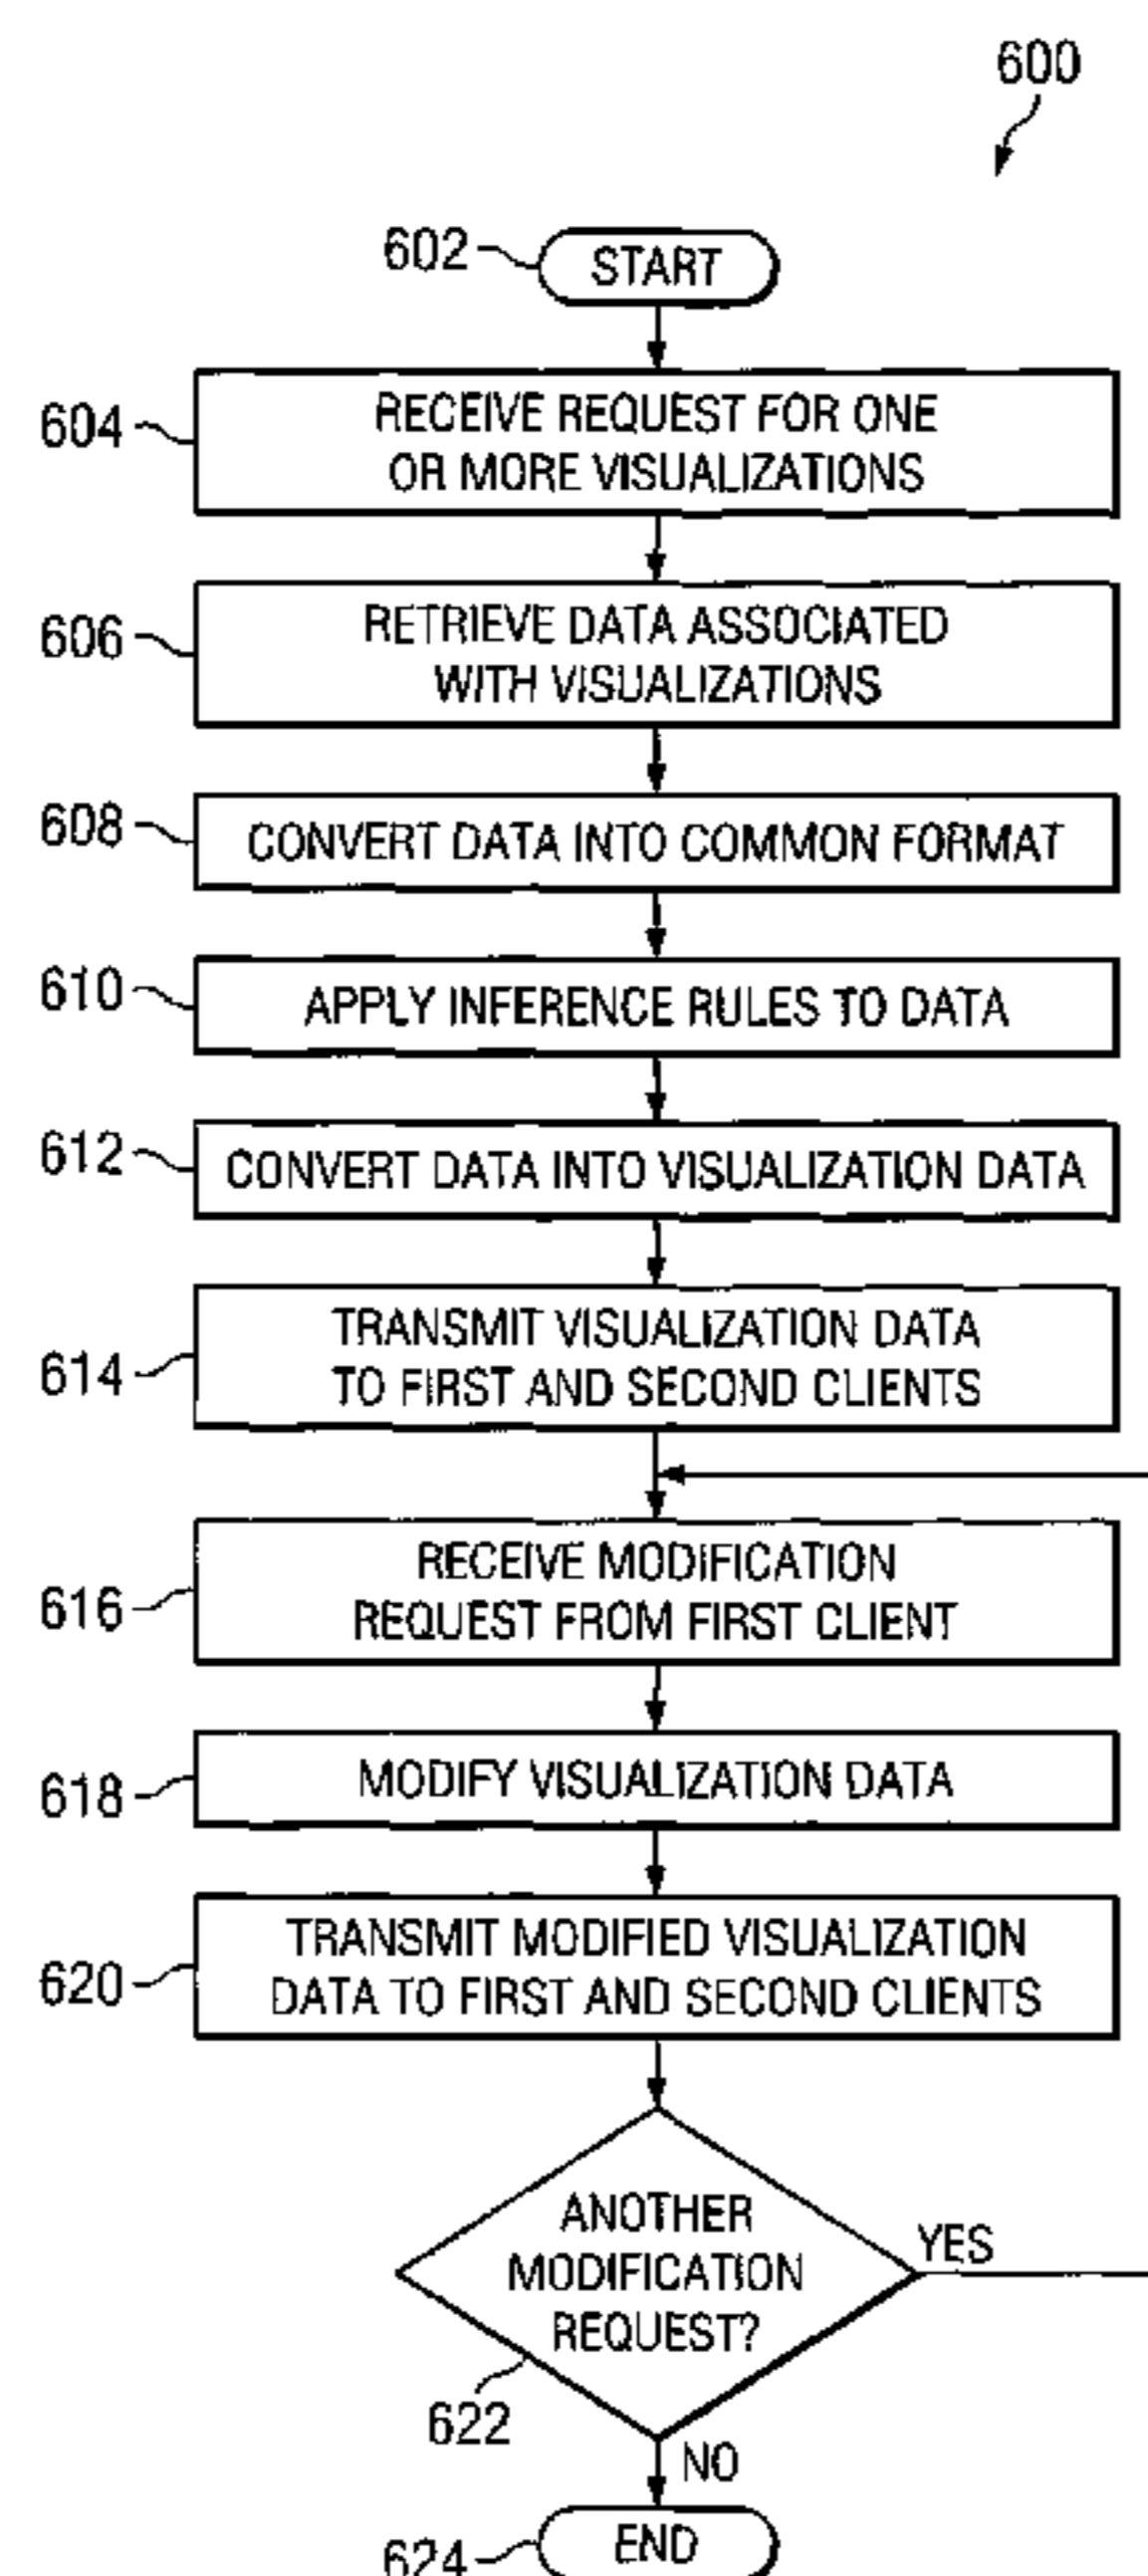 600
602
START
604
RECEIVE REQUEST FOR ONE
OR MORE VISUALIZATIONS
606
RETRIEVE DATA ASSOCIATED
WITH VISUALIZATIONS
608
CONVERT DATA INTO COMMON FORMAT
610
APPLY INFERENCE RULES TO DATA
612
CONVERT DATA INTO VISUALIZATION DATA
614
TRANSMIT VISUALIZATION DATA
TO FIRST AND SECOND CLIENTS
616
RECEIVE MODIFICATION
REQUEST FROM FIRST CLIENT
618
MODIFY VISUALIZATION DATA
620
TRANSMIT MODIFIED VISUALIZATION
DATA TO FIRST AND SECOND CLIENTS
ANOTHER
MODIFICATION
REQUEST?
YES
622
NO
624
END